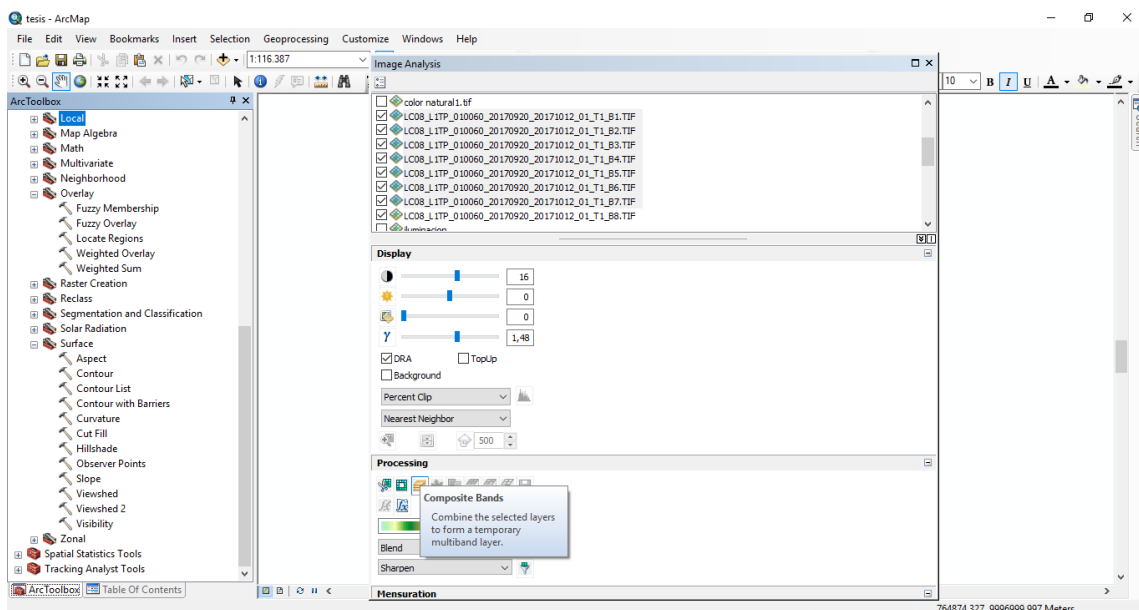 tesis - ArcMap
File Edit View Bookmarks Insert Selection Geoprocessing Customize Windows Help
1:116.387
10 B I U A
ArcToolbox
Local
Map Algebra
Math
Multivariate
Neighborhood
Overlay
Fuzzy Membership
Fuzzy Overlay
Locate Regions
Weighted Overlay
Weighted Sum
Raster Creation
Reclass
Segmentation and Classification
Solar Radiation
Surface
Aspect
Contour
Contour List
Contour with Barriers
Curvature
Cut Fill
Hillshade
Observer Points
Slope
Viewshed
Viewshed 2
Visibility
Zonal
Spatial Statistics Tools
Tracking Analyst Tools
ArcToolbox Table Of Contents
Image Analysis
color natural1.tif
LC08_L1TP_010060_20170920_20171012_01_T1_B1.TIF
LC08_L1TP_010060_20170920_20171012_01_T1_B2.TIF
LC08_L1TP_010060_20170920_20171012_01_T1_B3.TIF
LC08_L1TP_010060_20170920_20171012_01_T1_B4.TIF
LC08_L1TP_010060_20170920_20171012_01_T1_B5.TIF
LC08_L1TP_010060_20170920_20171012_01_T1_B6.TIF
LC08_L1TP_010060_20170920_20171012_01_T1_B7.TIF
LC08_L1TP_010060_20170920_20171012_01_T1_B8.TIF
iluminacion
Display
16
0
0
γ 1,48
DRA TopUp
Background
Percent Clip
Nearest Neighbor
500
Processing
Composite Bands
Combine the selected layers
to form a temporary
multiband layer.
Blend
Sharpen
Mensuration
764874,327 9996999,997 Meters